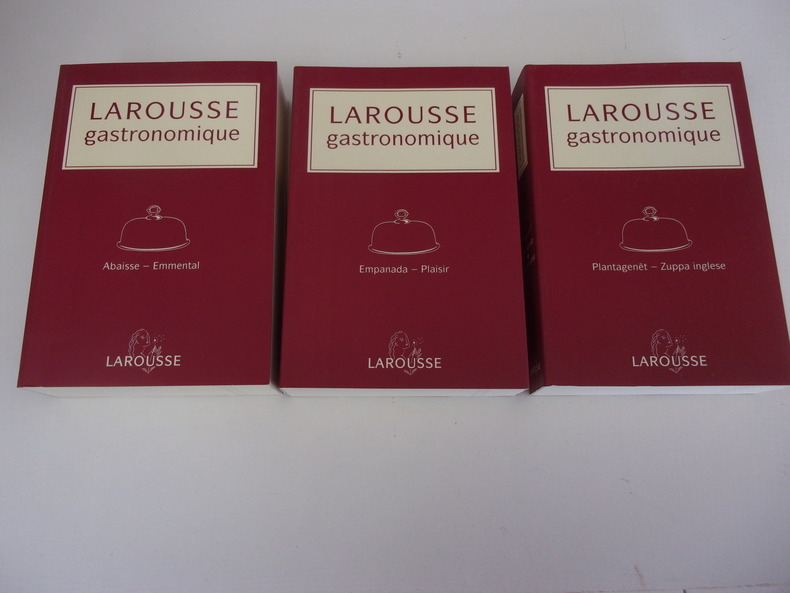 LAROUSSE
gastronomique
Abaisse – Emmental
LAROUSSE
LAROUSSE
gastronomique
Empanada – Plaisir
LAROUSSE
LAROUSSE
gastronomique
Plantagenêt – Zuppa inglese
LAROUSSE